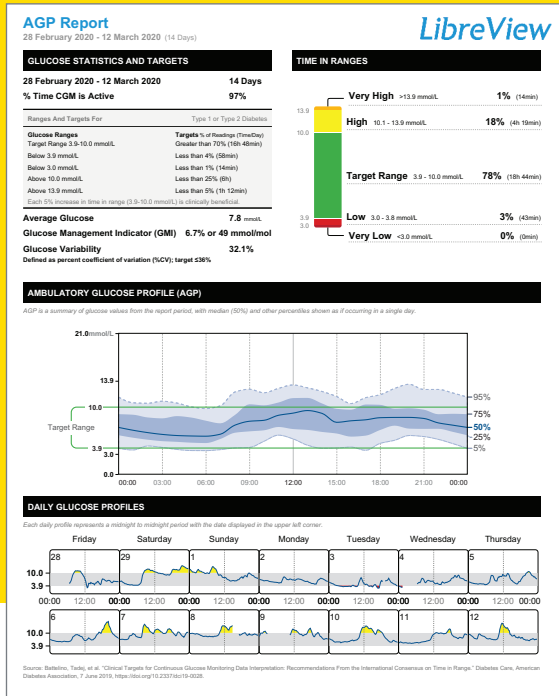 AGP Report
LibreView
28 February 2020 - 12 March 2020 (14 Days)
GLUCOSE STATISTICS AND TARGETS
28 February 2020 - 12 March 2020 14 Days
% Time CGM is Active 97%
Ranges And Targets For Type 1 or Type 2 Diabetes
Glucose Ranges Targets % of Readings (Time/Day)
Target Range 3.9-10.0 mmol/L Greater than 70% (16h 48min)
Below 3.9 mmol/L Less than 4% (58min)
Below 3.0 mmol/L Less than 1% (14min)
Above 10.0 mmol/L Less than 25% (6h)
Above 13.9 mmol/L Less than 5% (1h 12min)
Each 5% increase in time in range (3.9-10.0 mmol/L) is clinically beneficial.
Average Glucose 7.8 mmol/L
Glucose Management Indicator (GMI) 6.7% or 49 mmol/mol
Glucose Variability 32.1%
Defined as percent coefficient of variation (%CV); target ≤36%
TIME IN RANGES
Very High >13.9 mmol/L 1% (14min)
13.9
High 10.1 - 13.9 mmol/L 18% (4h 19min)
10.0
Target Range 3.9 - 10.0 mmol/L 78% (18h 44min)
3.9
Low 3.0 - 3.8 mmol/L 3% (43min)
3.0
Very Low <3.0 mmol/L 0% (0min)
AMBULATORY GLUCOSE PROFILE (AGP)
AGP is a summary of glucose values from the report period, with median (50%) and other percentiles shown as if occurring in a single day.
21.0 mmol/L
13.9
95%
10.0
75%
Target Range
50%
25%
3.9
5%
3.0
0.0
00:00 03:00 06:00 09:00 12:00 15:00 18:00 21:00 00:00
DAILY GLUCOSE PROFILES
Each daily profile represents a midnight to midnight period with the date displayed in the upper left corner.
Friday Saturday Sunday Monday Tuesday Wednesday Thursday
28 29 1 2 3 4 5
10.0
3.9
00:00 12:00 00:00 12:00 00:00 12:00 00:00 12:00 00:00 12:00 00:00 12:00 00:00 12:00 00:00
6 7 8 9 10 11 12
10.0
3.9
Source: Battelino, Tadej, et al. "Clinical Targets for Continuous Glucose Monitoring Data Interpretation: Recommendations From the International Consensus on Time in Range." Diabetes Care, American
Diabetes Association, 7 June 2019, https://doi.org/10.2337/dci19-0028.